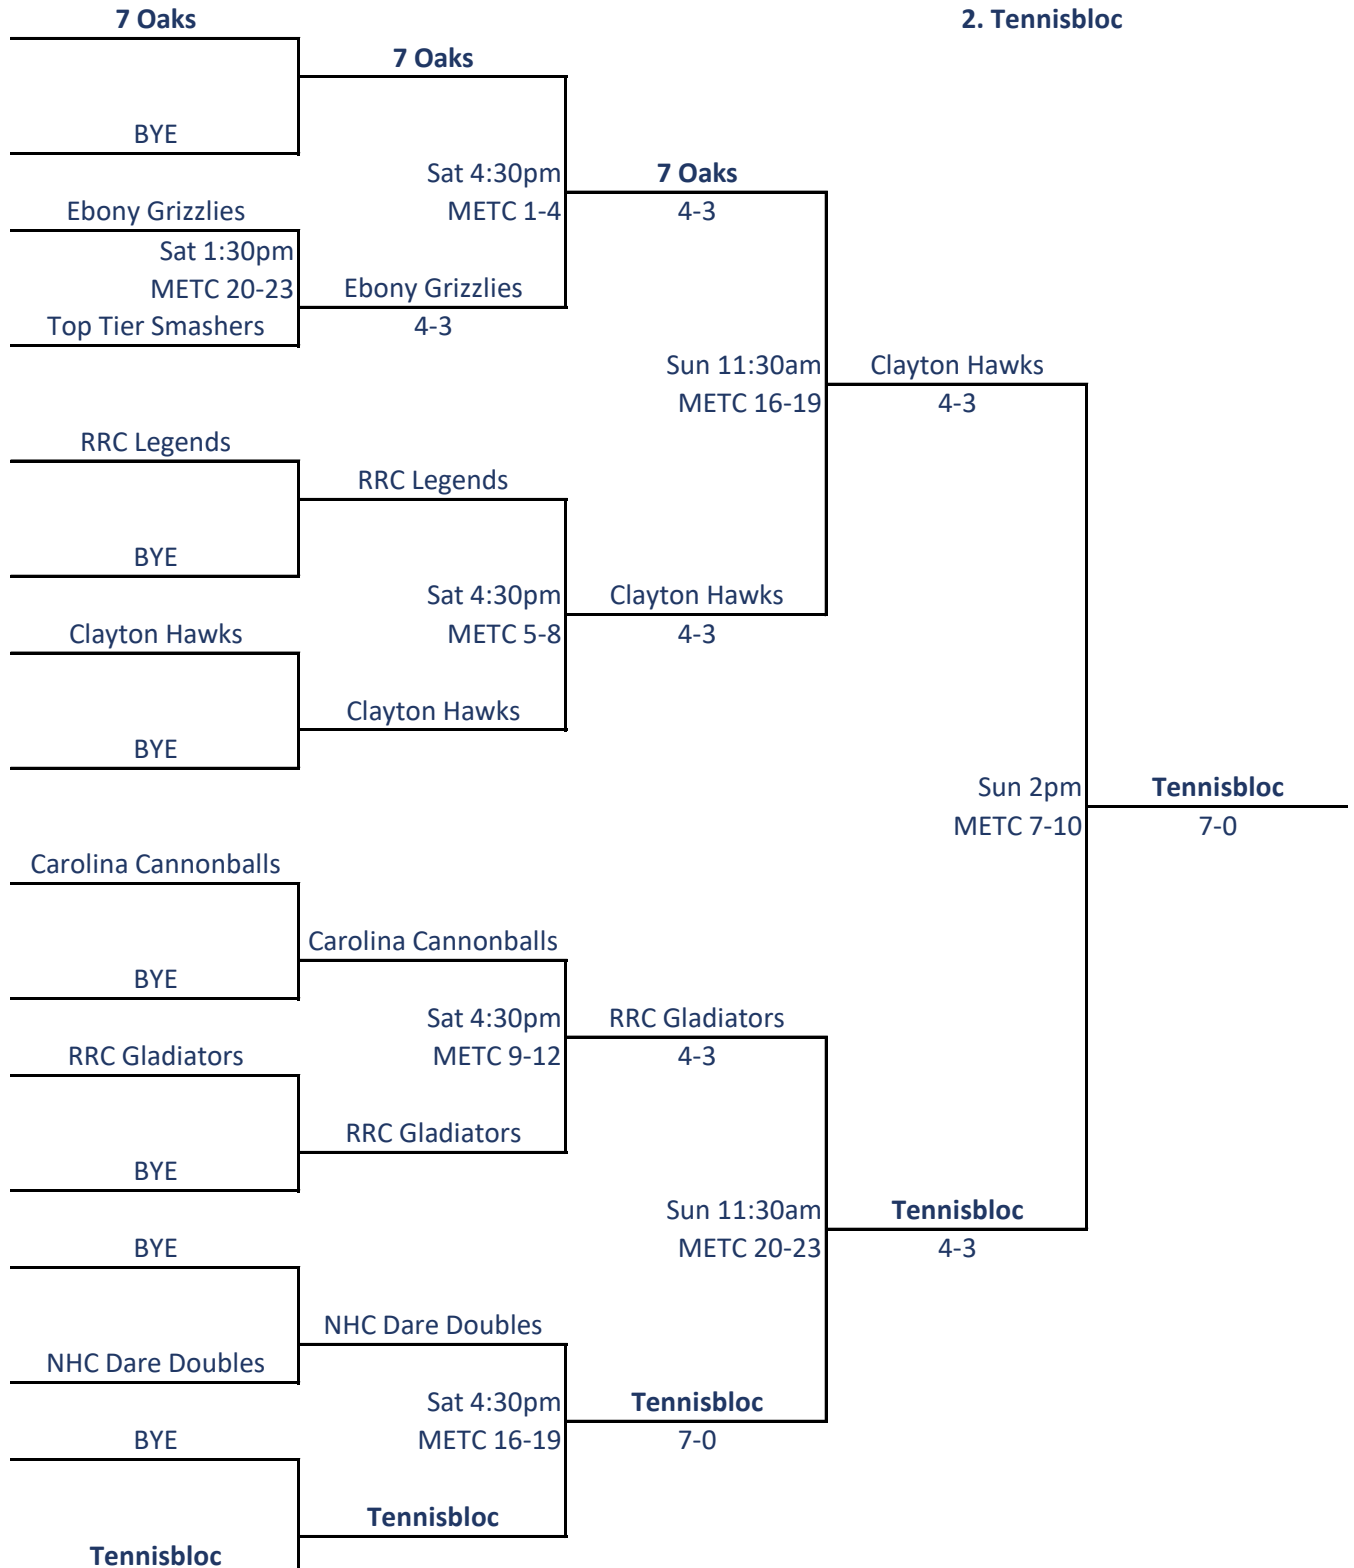 7 Oaks
2. Tennisbloc
7 Oaks
BYE
Sat 4:30pm
7 Oaks
METC 1-4
4-3
Ebony Grizzlies
Sat 1:30pm
METC 20-23
Ebony Grizzlies
Top Tier Smashers
4-3
Sun 11:30am
Clayton Hawks
METC 16-19
4-3
RRC Legends
RRC Legends
BYE
Sat 4:30pm
Clayton Hawks
METC 5-8
4-3
Clayton Hawks
Clayton Hawks
BYE
Sun 2pm
Tennisbloc
METC 7-10
7-0
Carolina Cannonballs
Carolina Cannonballs
BYE
Sat 4:30pm
RRC Gladiators
METC 9-12
4-3
RRC Gladiators
RRC Gladiators
BYE
Sun 11:30am
Tennisbloc
METC 20-23
4-3
BYE
NHC Dare Doubles
NHC Dare Doubles
Sat 4:30pm
Tennisbloc
METC 16-19
7-0
BYE
Tennisbloc
Tennisbloc